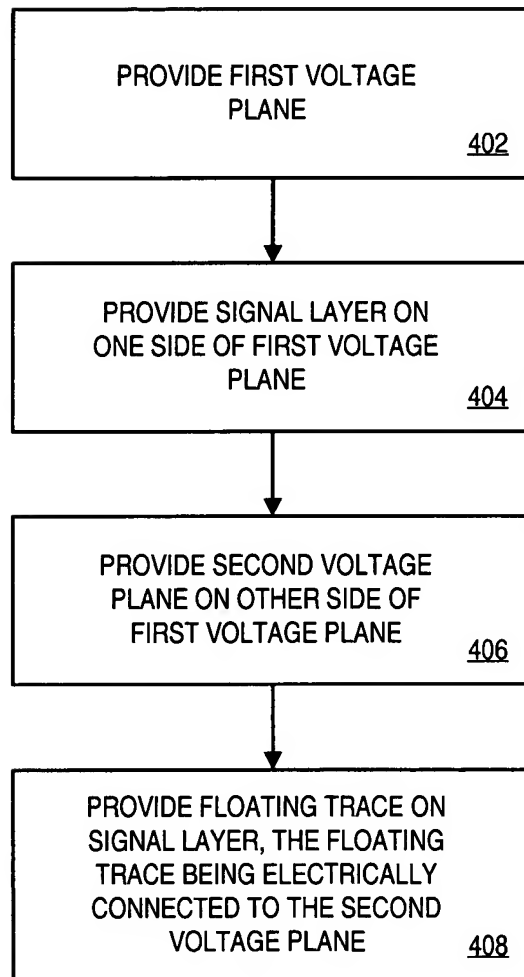 PROVIDE FIRST VOLTAGE
PLANE
402
PROVIDE SIGNAL LAYER ON
ONE SIDE OF FIRST VOLTAGE
PLANE
404
PROVIDE SECOND VOLTAGE
PLANE ON OTHER SIDE OF
FIRST VOLTAGE PLANE
406
PROVIDE FLOATING TRACE ON
SIGNAL LAYER, THE FLOATING
TRACE BEING ELECTRICALLY
CONNECTED TO THE SECOND
VOLTAGE PLANE
408